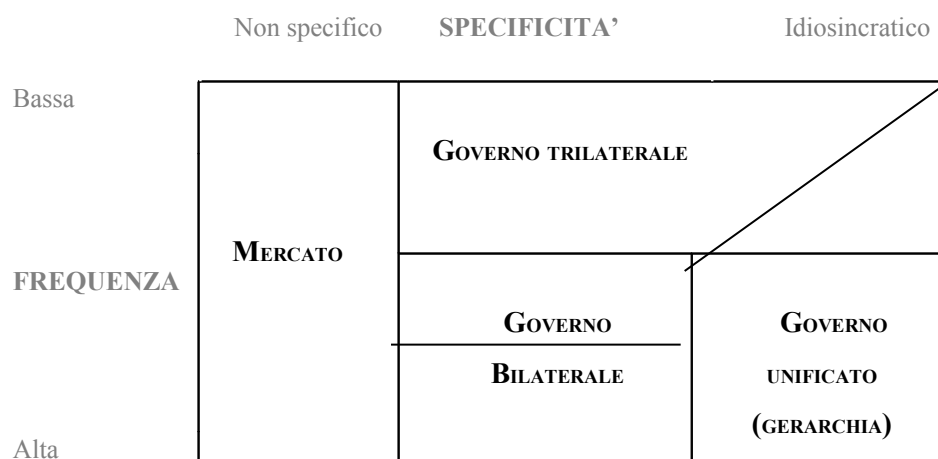 Non specifico SPECIFICITA’ Idiosincratico
Bassa
GOVERNO TRILATERALE
MERCATO
FREQUENZA
GOVERNO GOVERNO
BILATERALE UNIFICATO
(GERARCHIA)
Alta